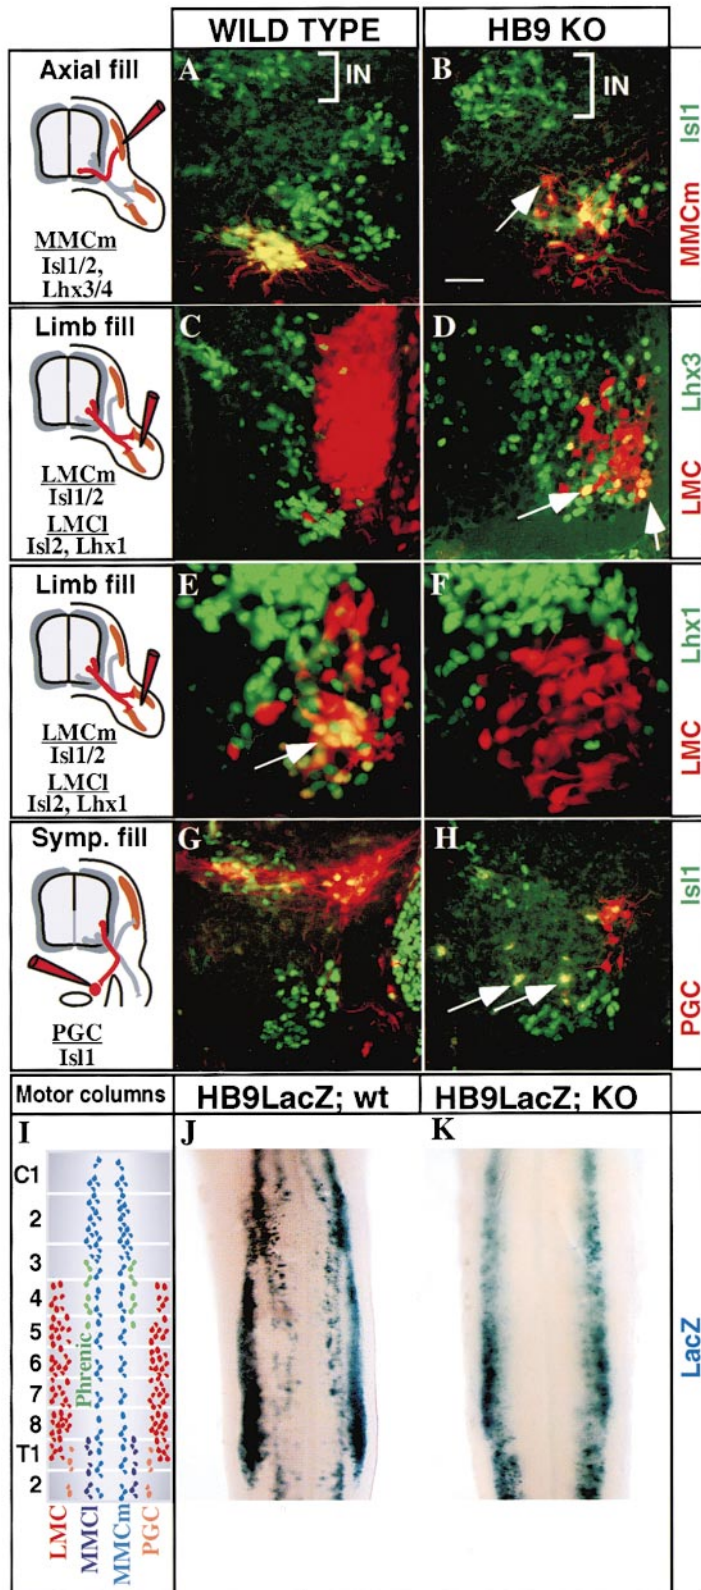 WILD TYPE HB9 KO
Axial fill
MMCm
Isl1/2,
Lhx3/4
A
IN
B
IN
Isl1
MMCm
Limb fill
LMCm
Isl1/2
LMCl
Isl2, Lhx1
C
D
Lhx3
LMC
Limb fill
LMCm
Isl1/2
LMCl
Isl2, Lhx1
E
F
Lhx1
LMC
Symp. fill
PGC
Isl1
G
H
Isl1
PGC
Motor columns HB9LacZ; wt HB9LacZ; KO
I
C1
2
3
4
5
6
7
8
T1
2
Phrenic
LMC
MMCl
MMCm
PGC
J
K
LacZ